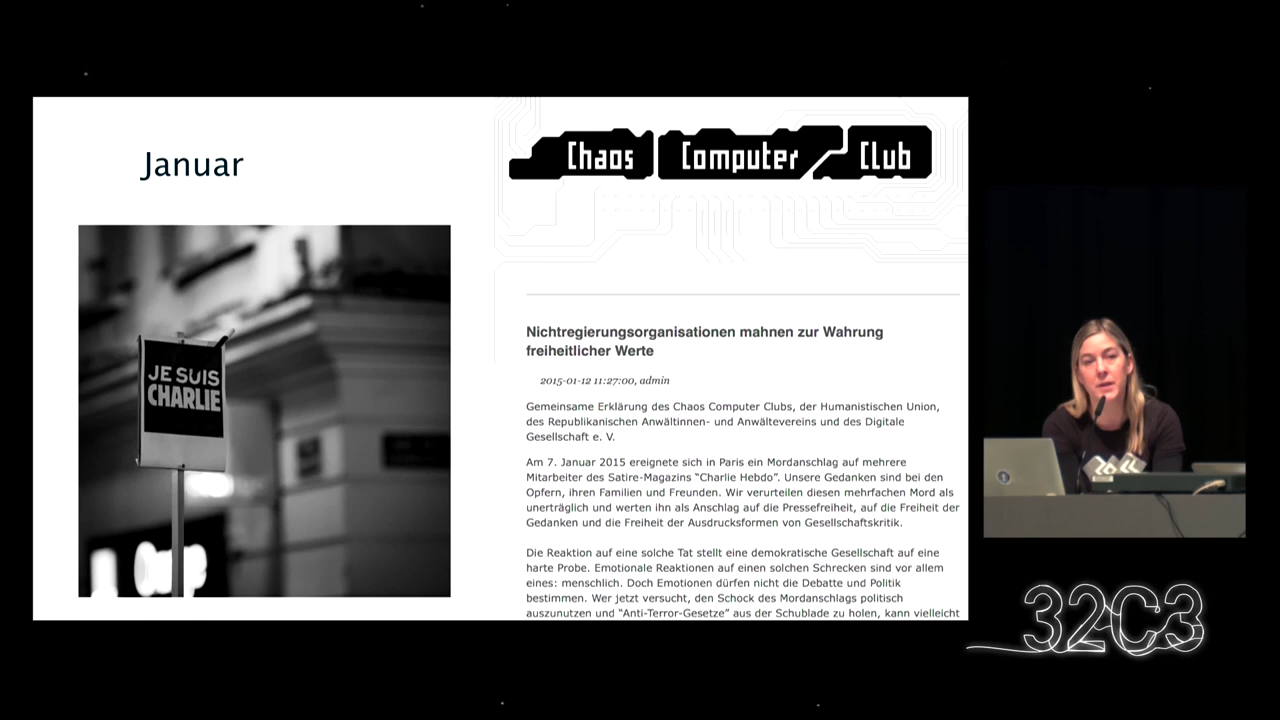 Januar
JE SUIS
CHARLIE
Chaos Computer Club
Nichtregierungsorganisationen mahnen zur Wahrung
freiheitlicher Werte
2015-01-12 11:27:00, admin
Gemeinsame Erklärung des Chaos Computer Clubs, der Humanistischen Union,
des Republikanischen Anwältinnen- und Anwältevereins und des Digitale
Gesellschaft e. V.
Am 7. Januar 2015 ereignete sich in Paris ein Mordanschlag auf mehrere
Mitarbeiter des Satire-Magazins “Charlie Hebdo”. Unsere Gedanken sind bei den
Opfern, ihren Familien und Freunden. Wir verurteilen diesen mehrfachen Mord als
unerträglich und werten ihn als Anschlag auf die Pressefreiheit, auf die Freiheit der
Gedanken und die Freiheit der Ausdrucksformen von Gesellschaftskritik.
Die Reaktion auf eine solche Tat stellt eine demokratische Gesellschaft auf eine
harte Probe. Emotionale Reaktionen auf einen solchen Schrecken sind vor allem
eines: menschlich. Doch Emotionen dürfen nicht die Debatte und Politik
bestimmen. Wer jetzt versucht, den Schock des Mordanschlags politisch
auszunutzen und “Anti-Terror-Gesetze” aus der Schublade zu holen, kann vielleicht
32C3